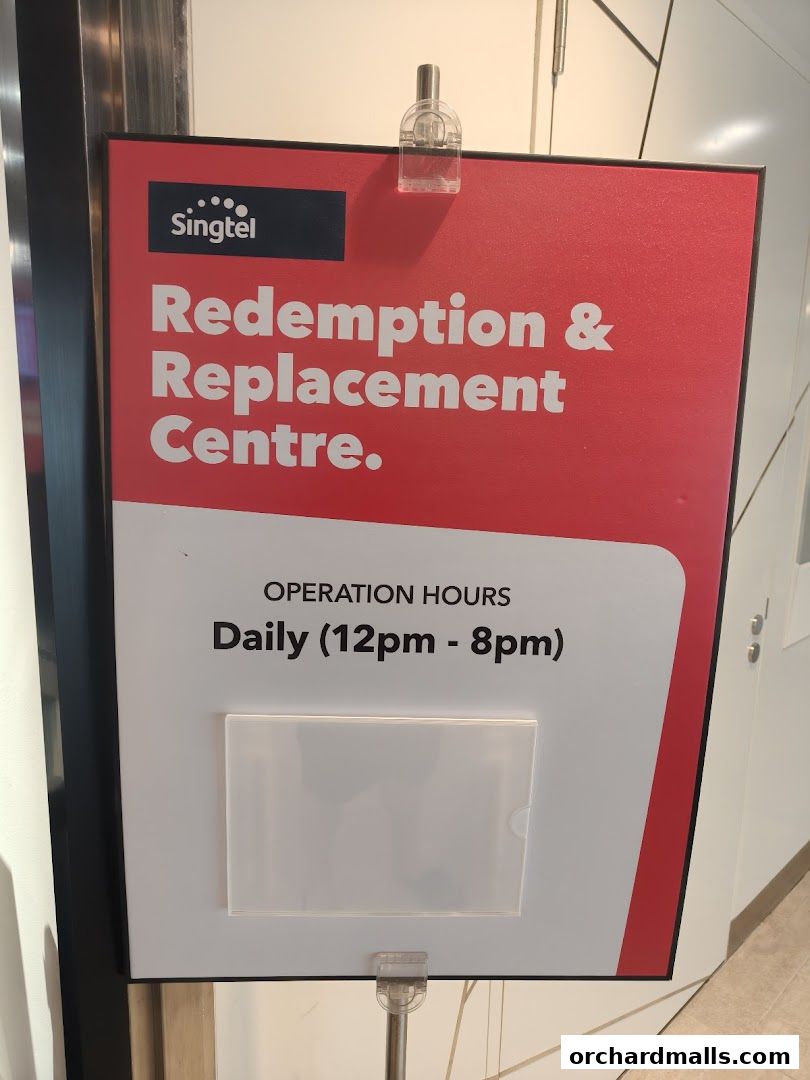 Singtel
Redemption &
Replacement
Centre.
OPERATION HOURS
Daily (12pm - 8pm)
orchardmalls.com